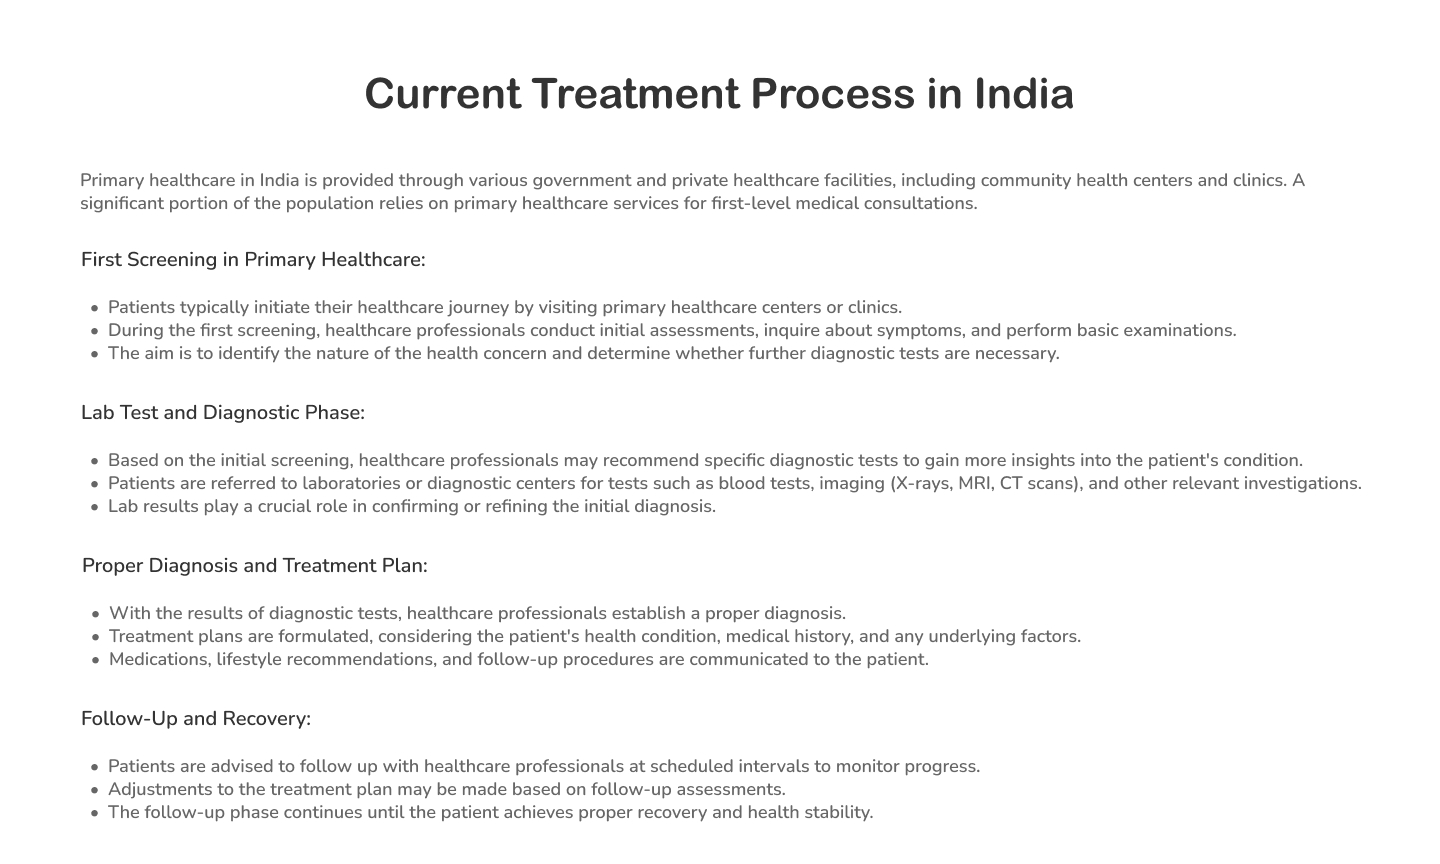 Current Treatment Process in India
Primary healthcare in India is provided through various government and private healthcare facilities, including community health centers and clinics. A
significant portion of the population relies on primary healthcare services for first-level medical consultations.
First Screening in Primary Healthcare:
• Patients typically initiate their healthcare journey by visiting primary healthcare centers or clinics.
• During the first screening, healthcare professionals conduct initial assessments, inquire about symptoms, and perform basic examinations.
• The aim is to identify the nature of the health concern and determine whether further diagnostic tests are necessary.
Lab Test and Diagnostic Phase:
• Based on the initial screening, healthcare professionals may recommend specific diagnostic tests to gain more insights into the patient's condition.
• Patients are referred to laboratories or diagnostic centers for tests such as blood tests, imaging (X-rays, MRI, CT scans), and other relevant investigations.
• Lab results play a crucial role in confirming or refining the initial diagnosis.
Proper Diagnosis and Treatment Plan:
• With the results of diagnostic tests, healthcare professionals establish a proper diagnosis.
• Treatment plans are formulated, considering the patient's health condition, medical history, and any underlying factors.
• Medications, lifestyle recommendations, and follow-up procedures are communicated to the patient.
Follow-Up and Recovery:
• Patients are advised to follow up with healthcare professionals at scheduled intervals to monitor progress.
• Adjustments to the treatment plan may be made based on follow-up assessments.
• The follow-up phase continues until the patient achieves proper recovery and health stability.